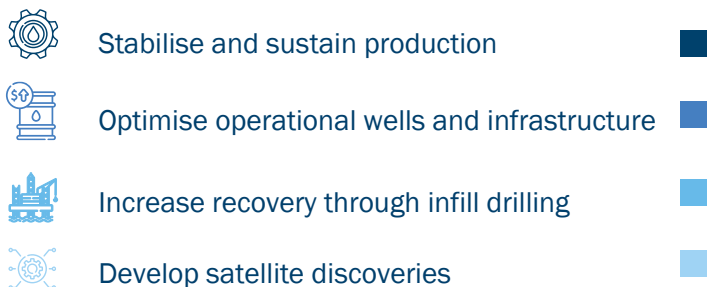 Stabilise and sustain production
$
Optimise operational wells and infrastructure
Increase recovery through infill drilling
Develop satellite discoveries